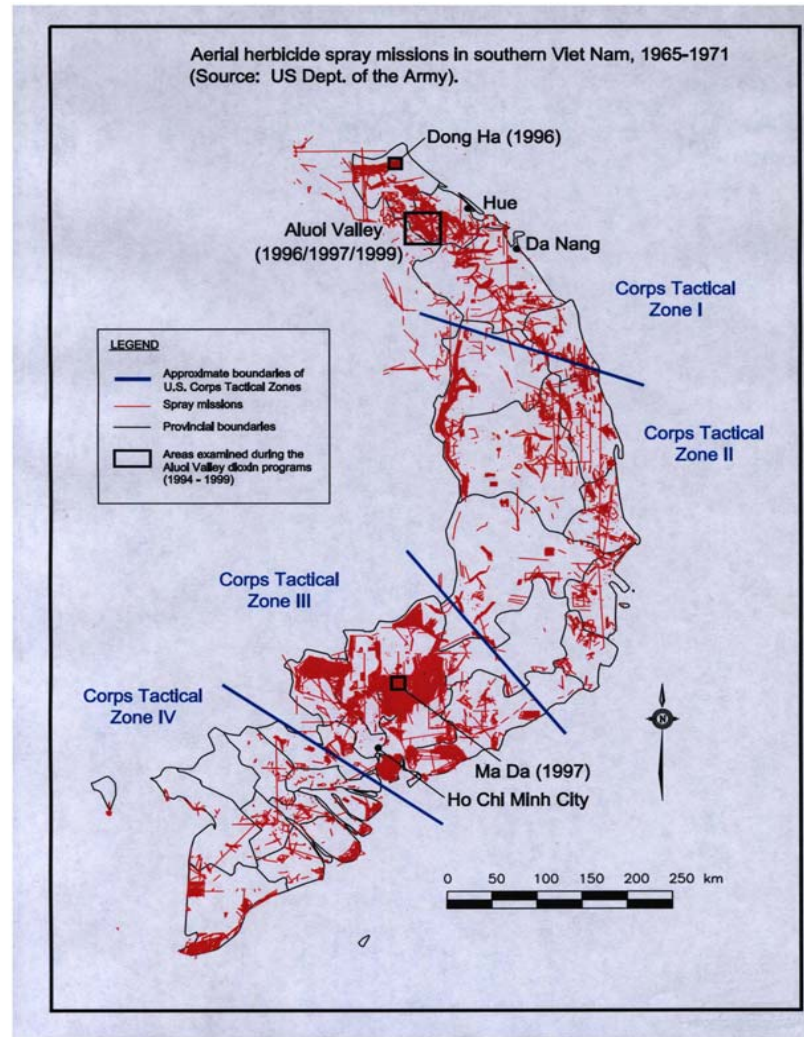 Aerial herbicide spray missions in southern Viet Nam, 1965-1971
(Source: US Dept. of the Army).
Dong Ha (1996)
Hue
Aluoi Valley
(1996/1997/1999)
Da Nang
Corps Tactical
Zone I
LEGEND
Approximate boundaries of
U.S. Corps Tactical Zones
Spray missions
Provincial boundaries
Areas examined during the
Aluoi Valley dioxin programs
(1994 - 1999)
Corps Tactical
Zone II
Corps Tactical
Zone III
Corps Tactical
Zone IV
N
Ma Da (1997)
Ho Chi Minh City
0 50 100 150 200 250 km